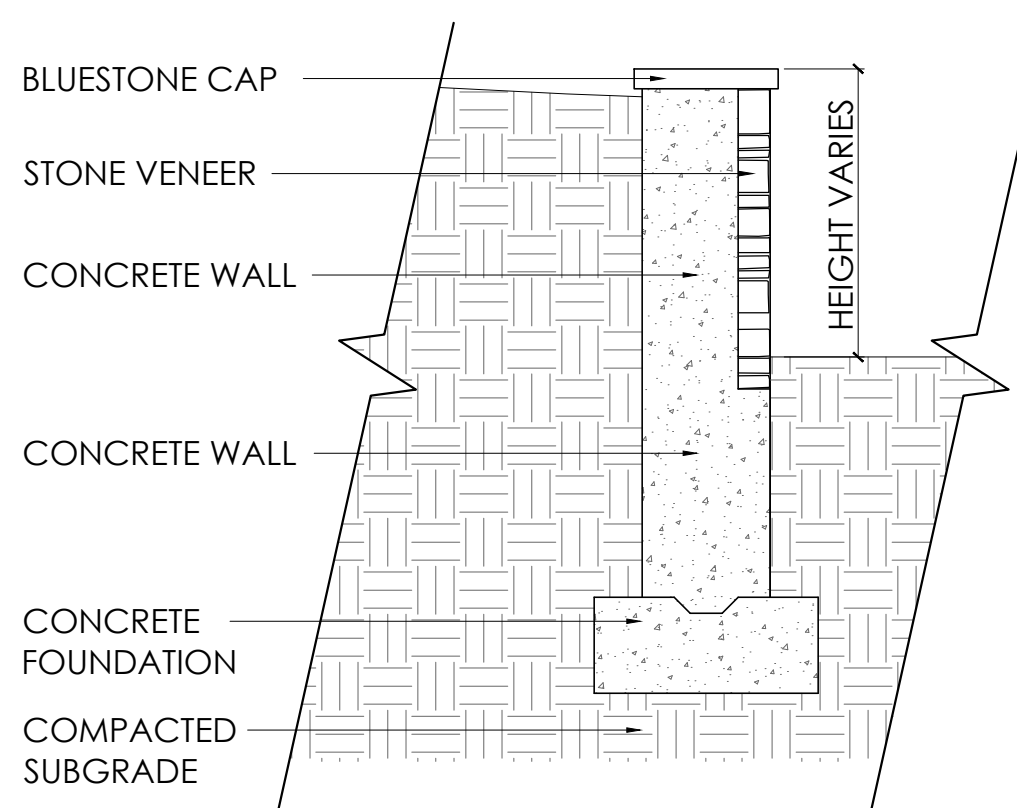 BLUESTONE CAP
STONE VENEER
CONCRETE WALL
CONCRETE WALL
CONCRETE
FOUNDATION
COMPACTED
SUBGRADE
HEIGHT VARIES